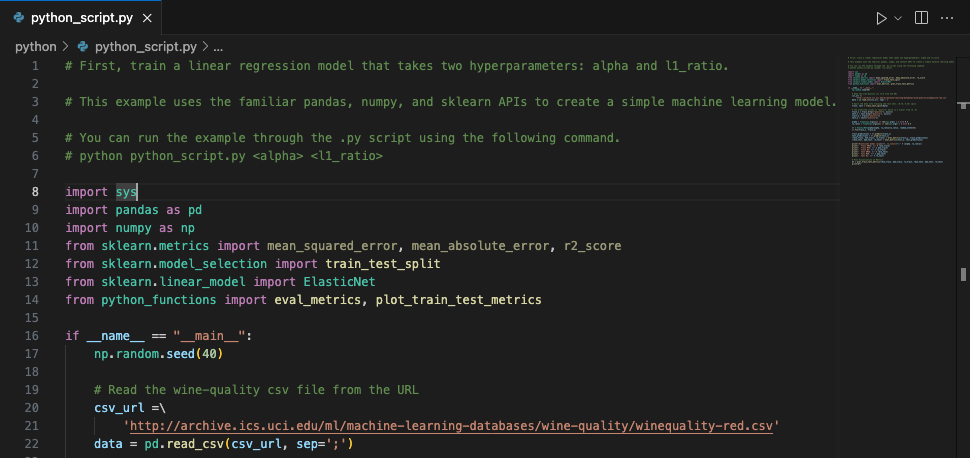 python_script.py
python > python_script.py > ...
1 # First, train a linear regression model that takes two hyperparameters: alpha and l1_ratio.
2
3 # This example uses the familiar pandas, numpy, and sklearn APIs to create a simple machine learning model.
4
5 # You can run the example through the .py script using the following command.
6 # python python_script.py <alpha> <l1_ratio>
7
8 import sys
9 import pandas as pd
10 import numpy as np
11 from sklearn.metrics import mean_squared_error, mean_absolute_error, r2_score
12 from sklearn.model_selection import train_test_split
13 from sklearn.linear_model import ElasticNet
14 from python_functions import eval_metrics, plot_train_test_metrics
15
16 if __name__ == "__main__":
17     np.random.seed(40)
18
19     # Read the wine-quality csv file from the URL
20     csv_url =\
21         'http://archive.ics.uci.edu/ml/machine-learning-databases/wine-quality/winequality-red.csv'
22     data = pd.read_csv(csv_url, sep=';')